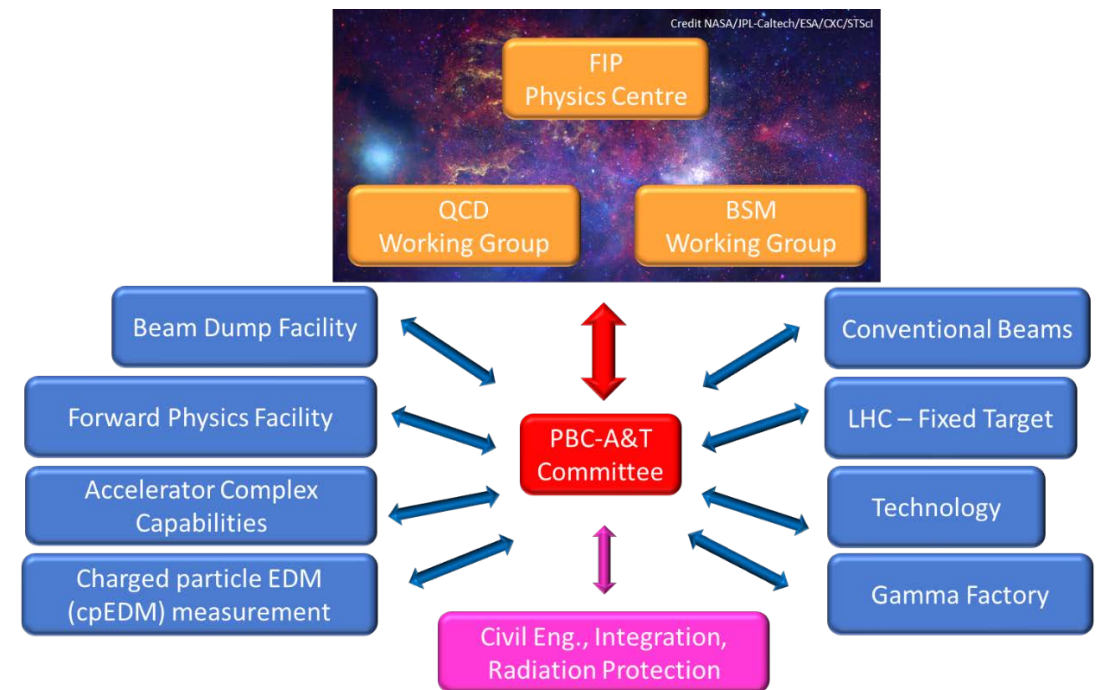 Credit NASA/JPL-Caltech/ESA/CXC/STScI
FIP
Physics Centre
QCD
Working Group
BSM
Working Group
Beam Dump Facility
Conventional Beams
Forward Physics Facility
LHC – Fixed Target
PBC-A&T
Committee
Accelerator Complex
Capabilities
Technology
Charged particle EDM
(cpEDM) measurement
Gamma Factory
Civil Eng., Integration,
Radiation Protection